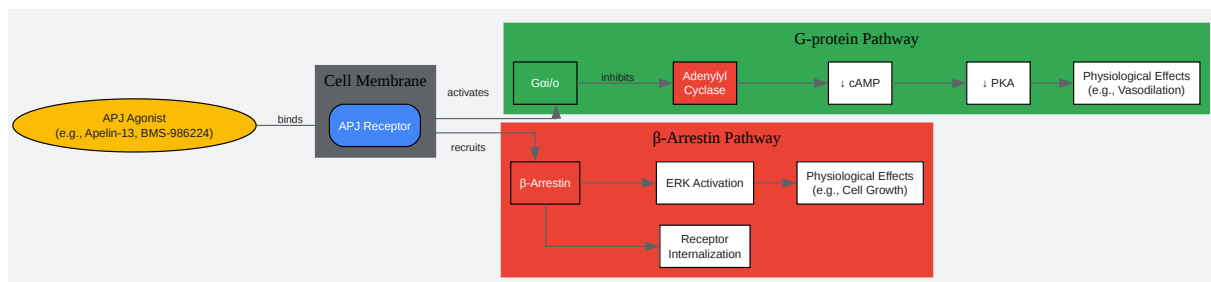 G-protein Pathway
Cell Membrane
APJ Agonist
(e.g., Apelin-13, BMS-986224)
binds
APJ Receptor
activates
recruits
Gαi/o
inhibits
Adenylyl
Cyclase
↓ cAMP
↓ PKA
Physiological Effects
(e.g., Vasodilation)
β-Arrestin Pathway
β-Arrestin
ERK Activation
Physiological Effects
(e.g., Cell Growth)
Receptor
Internalization